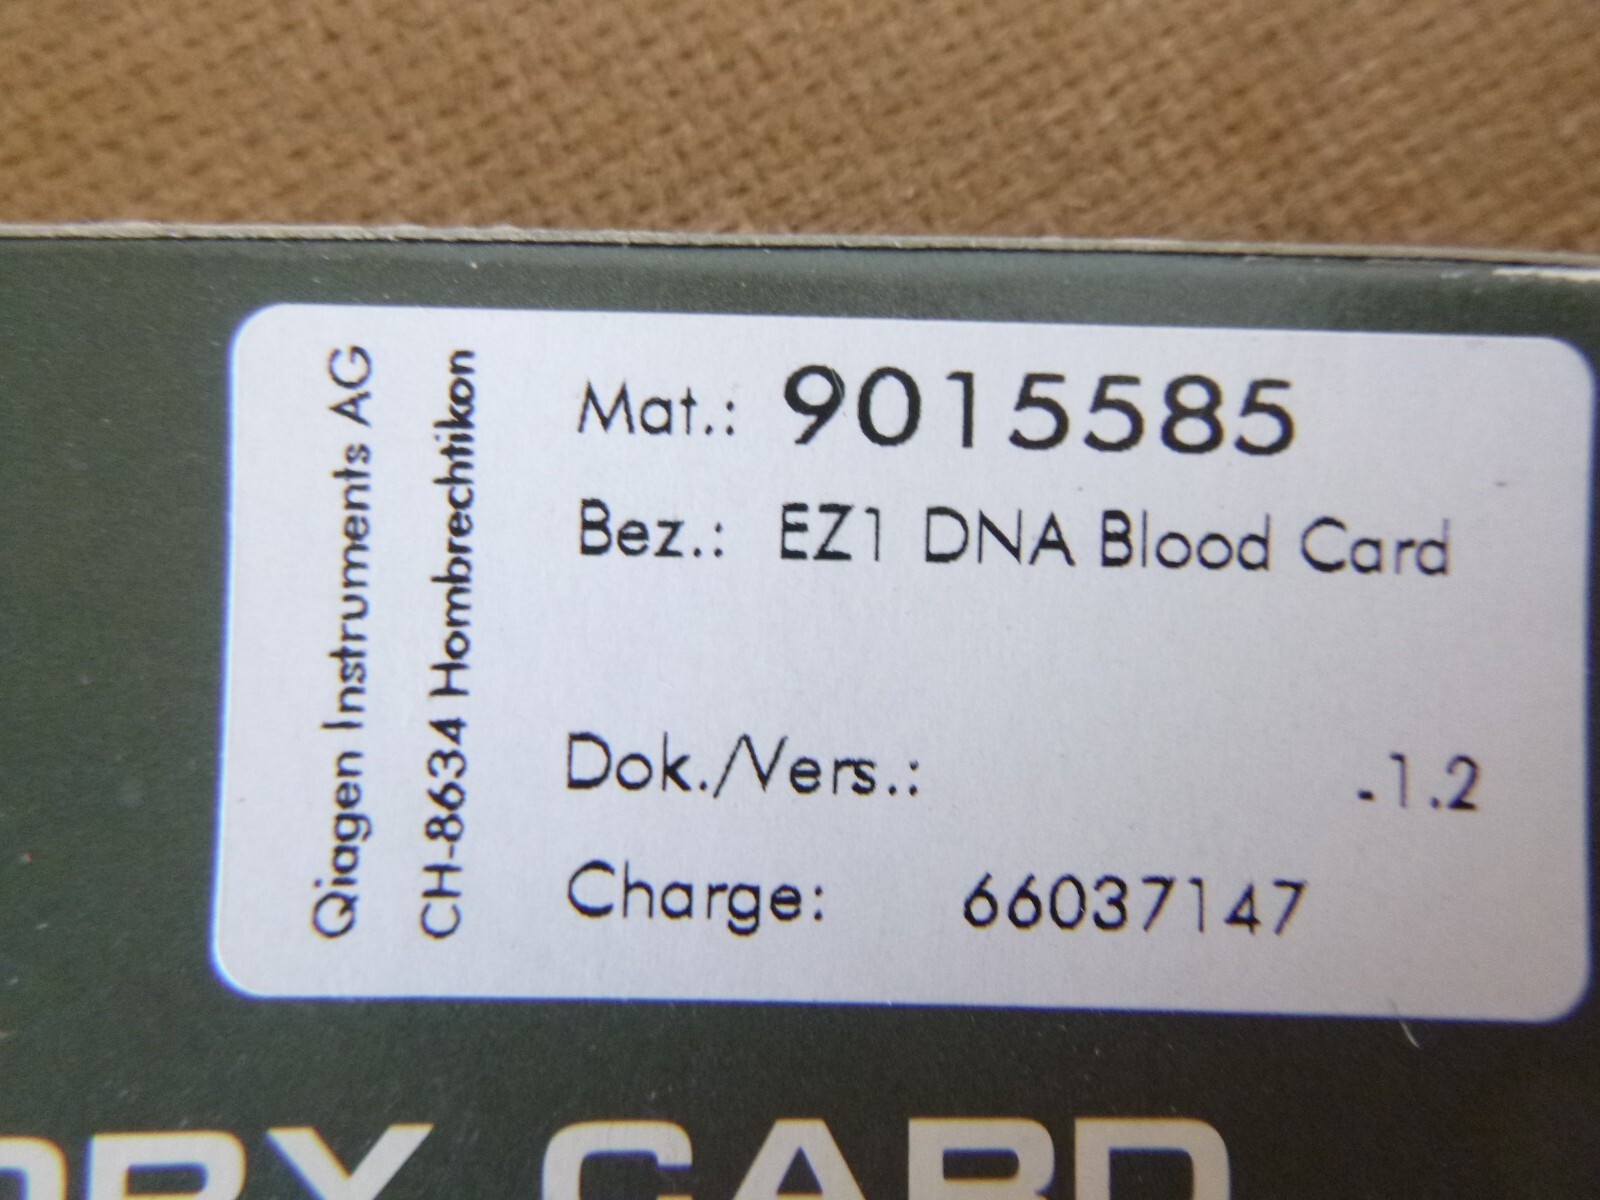 Qiagen Instruments AG
CH-8634 Hombrechtikon
Mat.: 9015585
Bez.: EZ1 DNA Blood Card
Dok./Vers.: -1.2
Charge: 66037147
CARD